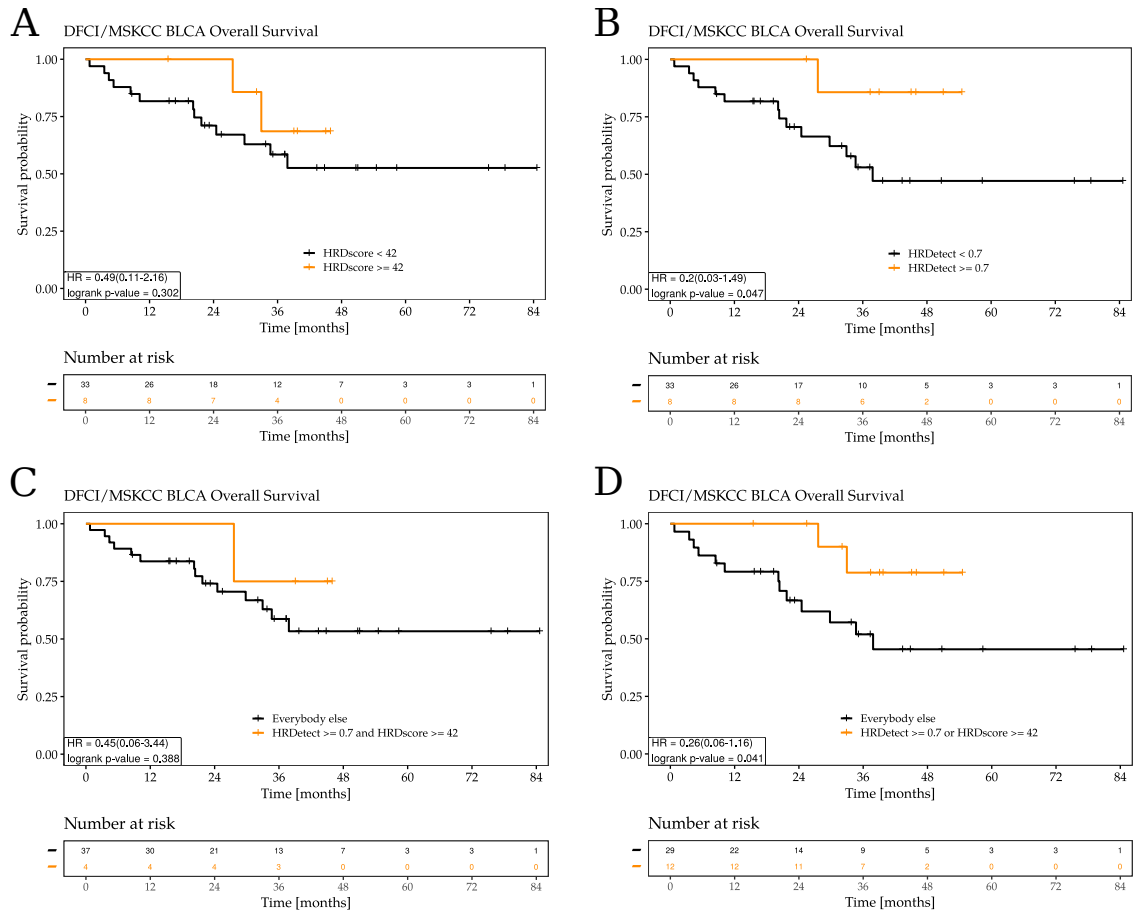 A
DFCI/MSKCC BLCA Overall Survival
1.00
0.75
0.50
0.25
0.00
Survival probability
HRDscore < 42
HRDscore >= 42
HR = 0.49(0.11-2.16)
logrank p-value = 0.302
0 12 24 36 48 60 72 84
Time [months]
Number at risk
33 26 18 12 7 3 3 1
8 8 7 4 0 0 0 0
0 12 24 36 48 60 72 84
Time [months]
B
DFCI/MSKCC BLCA Overall Survival
1.00
0.75
0.50
0.25
0.00
Survival probability
HRDetect < 0.7
HRDetect >= 0.7
HR = 0.2(0.03-1.49)
logrank p-value = 0.047
0 12 24 36 48 60 72 84
Time [months]
Number at risk
33 26 17 10 5 3 3 1
8 8 8 6 2 0 0 0
0 12 24 36 48 60 72 84
Time [months]
C
DFCI/MSKCC BLCA Overall Survival
1.00
0.75
0.50
0.25
0.00
Survival probability
Everybody else
HRDetect >= 0.7 and HRDscore >= 42
HR = 0.45(0.06-3.44)
logrank p-value = 0.388
0 12 24 36 48 60 72 84
Time [months]
Number at risk
37 30 21 13 7 3 3 1
4 4 4 3 0 0 0 0
0 12 24 36 48 60 72 84
Time [months]
D
DFCI/MSKCC BLCA Overall Survival
1.00
0.75
0.50
0.25
0.00
Survival probability
Everybody else
HRDetect >= 0.7 or HRDscore >= 42
HR = 0.26(0.06-1.16)
logrank p-value = 0.041
0 12 24 36 48 60 72 84
Time [months]
Number at risk
29 22 14 9 5 3 3 1
12 12 11 7 2 0 0 0
0 12 24 36 48 60 72 84
Time [months]